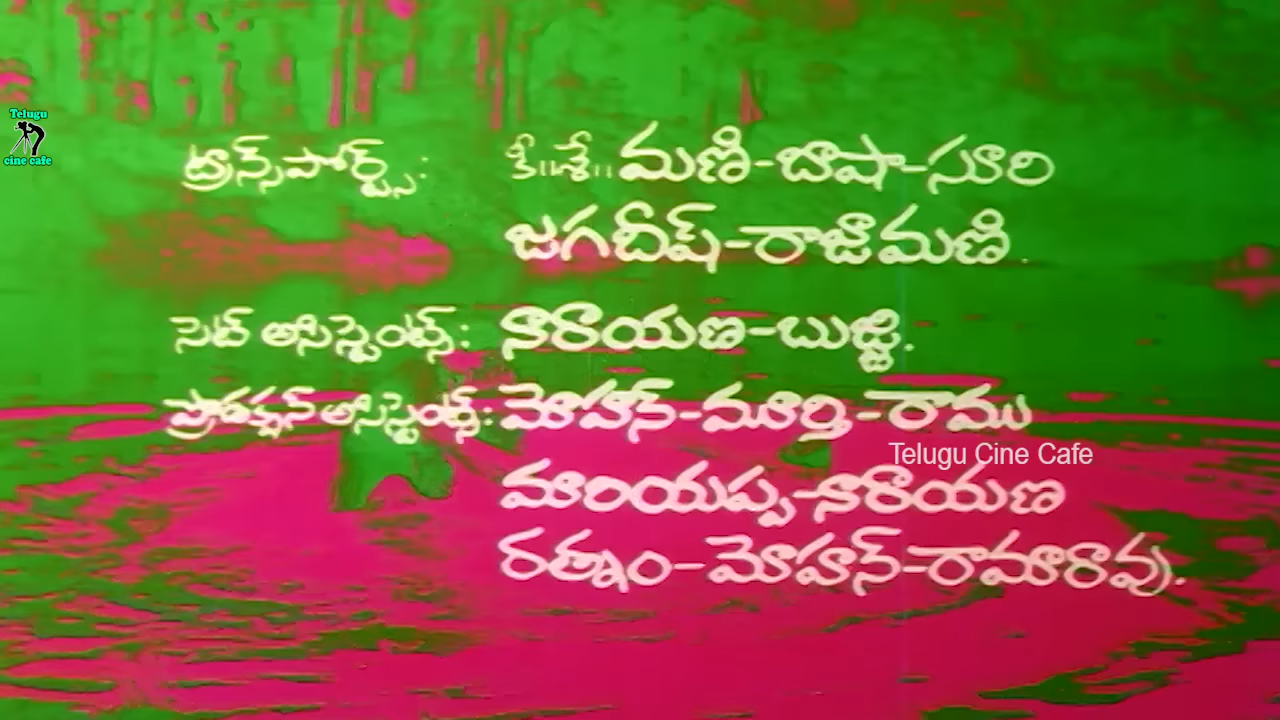 Telugu
cine cafe
ట్రాన్స్‌పోర్ట్స్: కీ॥శే॥ మణి-బాషా-సూరి
జగదీష్-రాజామణి.
సెట్ అసిస్టెంట్స్: నారాయణ-బుజ్జి.
ప్రొడక్షన్ అసిస్టెంట్స్: మోహన్-మూర్తి-రాము
Telugu Cine Cafe
మారియప్ప-నారాయణ
రత్నం-మోహన్-రామారావు.